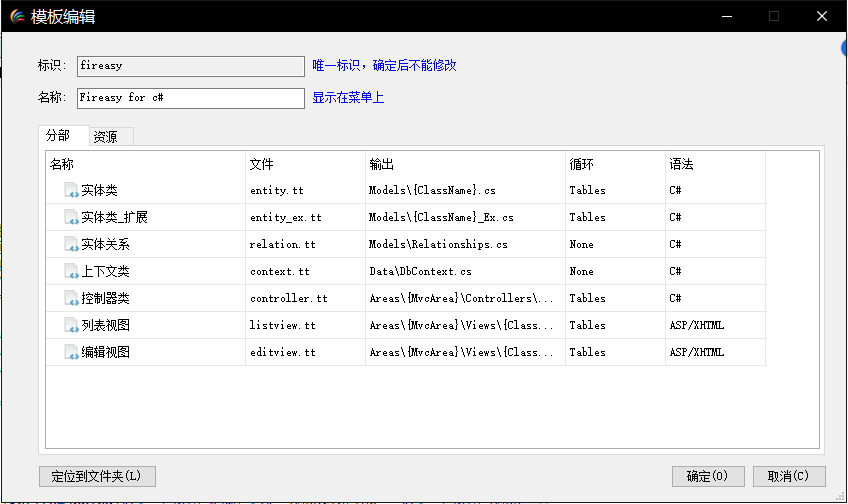 模板编辑
标识: fireasy 唯一标识，确定后不能修改
名称: Fireasy for c# 显示在菜单上
分部 资源
名称 文件 输出 循环 语法
实体类 entity.tt Models\{ClassName}.cs Tables C#
实体类_扩展 entity_ex.tt Models\{ClassName}_Ex.cs Tables C#
实体关系 relation.tt Models\Relationships.cs None C#
上下文类 context.tt Data\DbContext.cs None C#
控制器类 controller.tt Areas\{MvcArea}\Controllers\... Tables C#
列表视图 listview.tt Areas\{MvcArea}\Views\{Class... Tables ASP/XHTML
编辑视图 editview.tt Areas\{MvcArea}\Views\{Class... Tables ASP/XHTML
定位到文件夹(L) 确定(O) 取消(C)